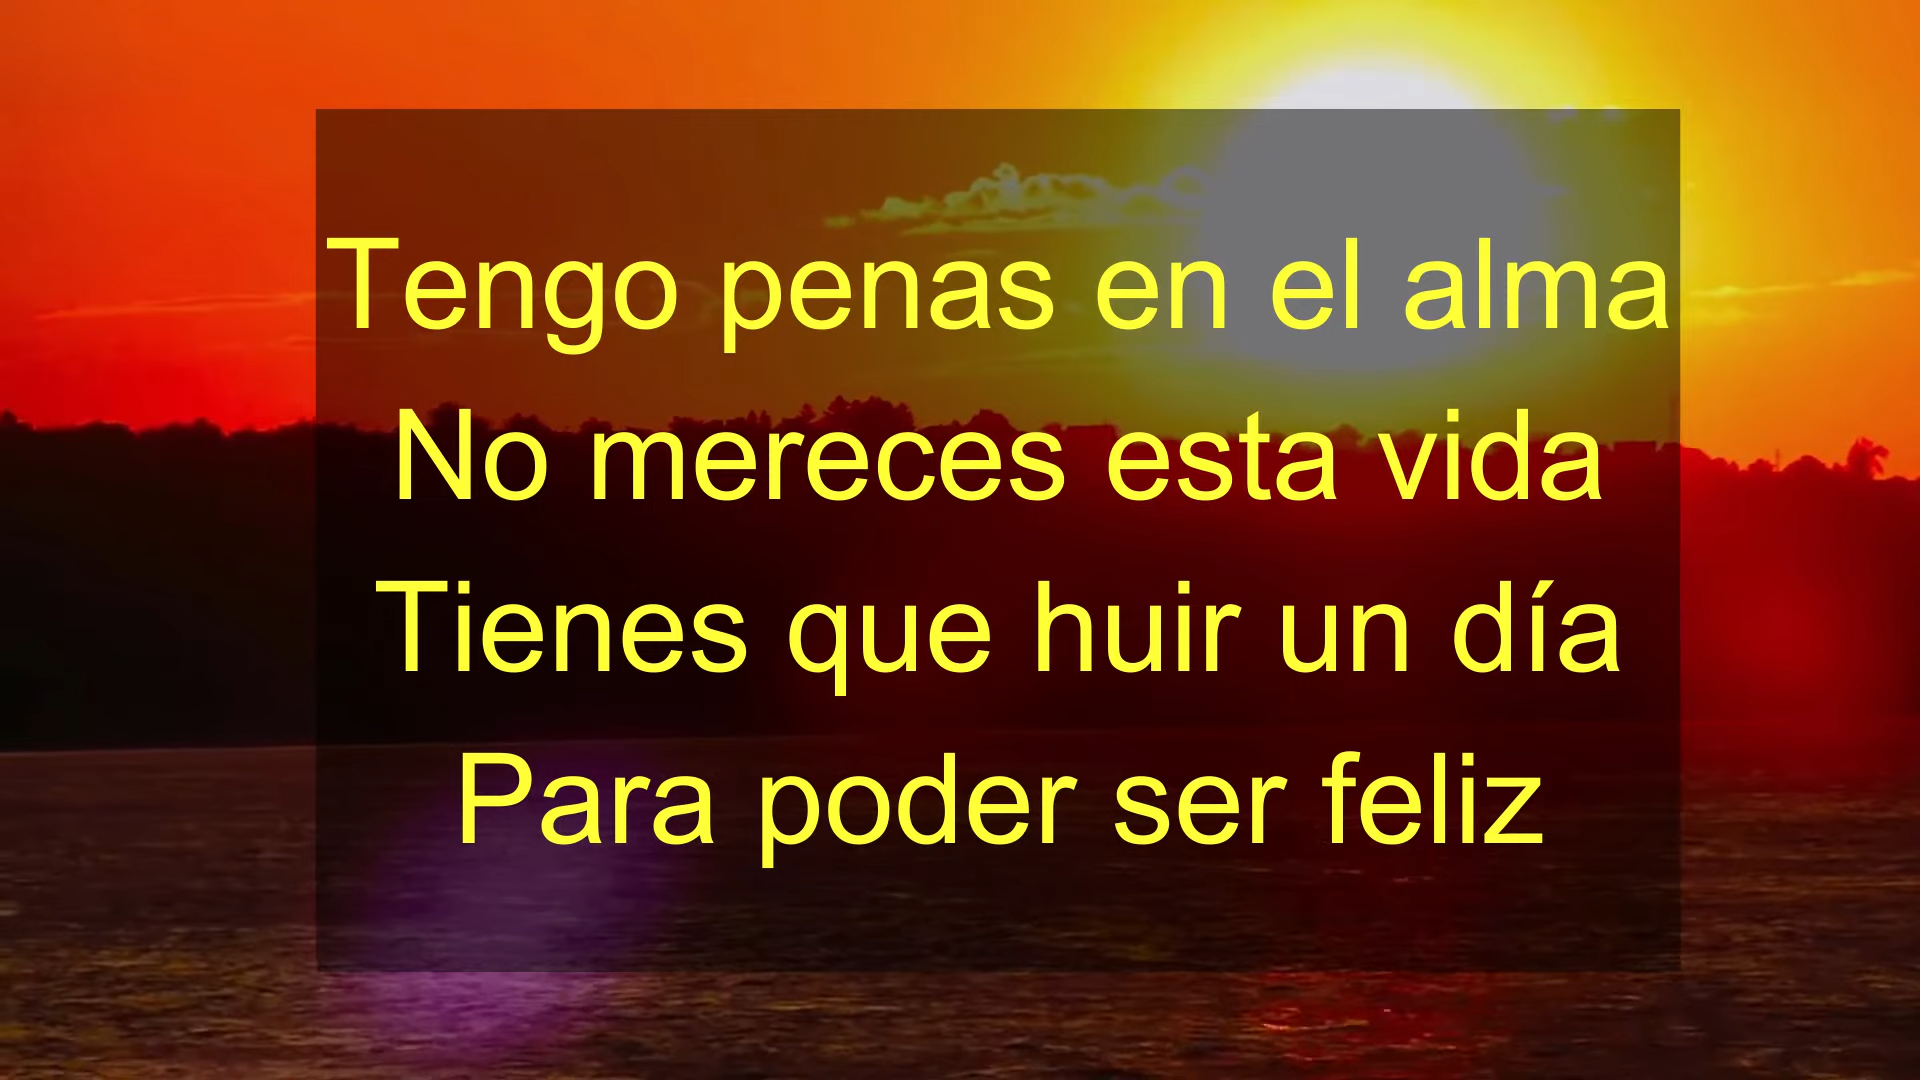 Tengo penas en el alma
No mereces esta vida
Tienes que huir un día
Para poder ser feliz